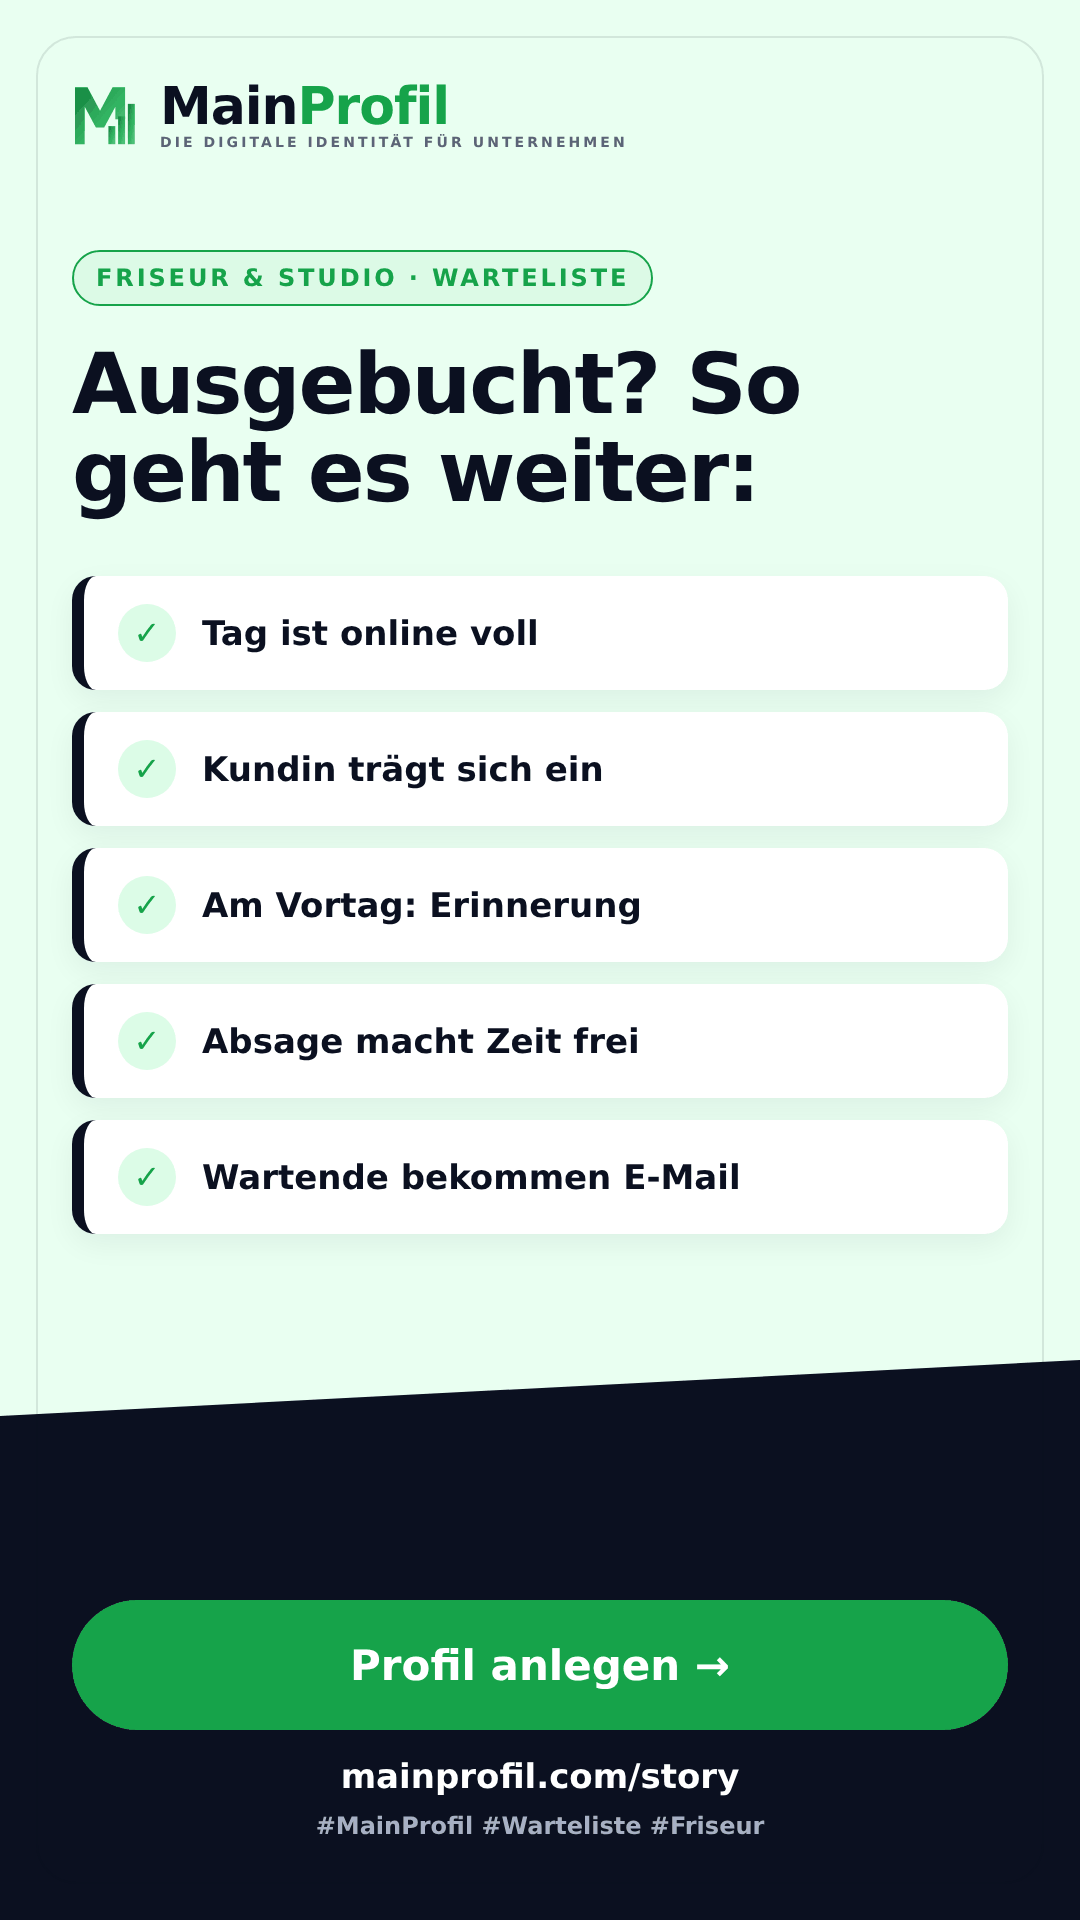 MainProfil
DIE DIGITALE IDENTITÄT FÜR UNTERNEHMEN
FRISEUR & STUDIO · WARTELISTE
Ausgebucht? So
geht es weiter:
✓ Tag ist online voll
✓ Kundin trägt sich ein
✓ Am Vortag: Erinnerung
✓ Absage macht Zeit frei
✓ Wartende bekommen E-Mail
Profil anlegen →
mainprofil.com/story
#MainProfil #Warteliste #Friseur